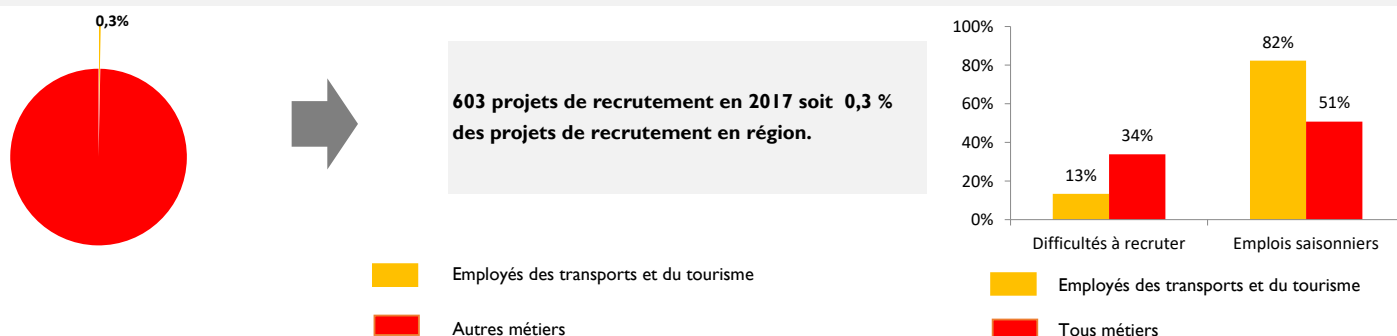 0,3%
603 projets de recrutement en 2017 soit 0,3 %
des projets de recrutement en région.
Employés des transports et du tourisme
Autres métiers
100%
80%
60%
40%
20%
0%
13%
34%
82%
51%
Difficultés à recruter
Emplois saisonniers
Employés des transports et du tourisme
Tous métiers